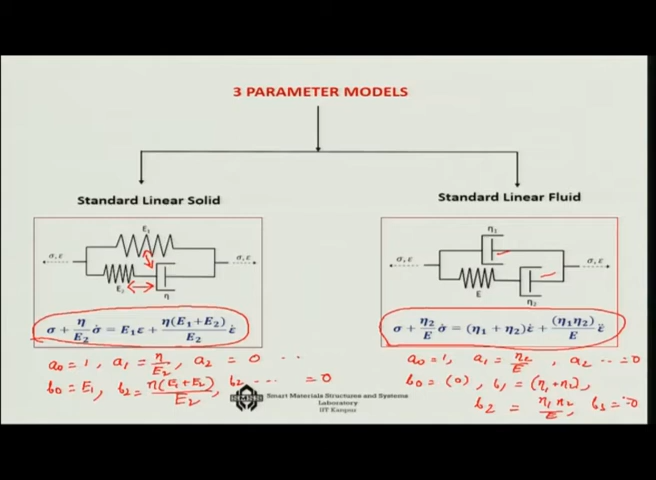 3 PARAMETER MODELS
Standard Linear Solid
Standard Linear Fluid
E₁
σ, ε
σ, ε
E₂
η
η₁
σ, ε
σ, ε
E
η₂
σ + η/E₂ σ̇ = E₁ε + η(E₁+E₂)/E₂ ε̇
σ + η₂/E σ̇ = (η₁ + η₂)ε̇ + (η₁η₂)/E ε̈
a₀=1, a₁ = η/E₂, a₂ = 0 ...
b₀ = E₁, b₂ = η(E₁+E₂)/E₂, b₂ .... = 0
a₀=1, a₁ = η₂/E, a₂ ... = 0
b₀ = (0), b₁ = (η₁+η₂),
b₂ = η₁η₂/E, b₃ = ...0
Smart Materials Structures and Systems
Laboratory
IIT Kanpur